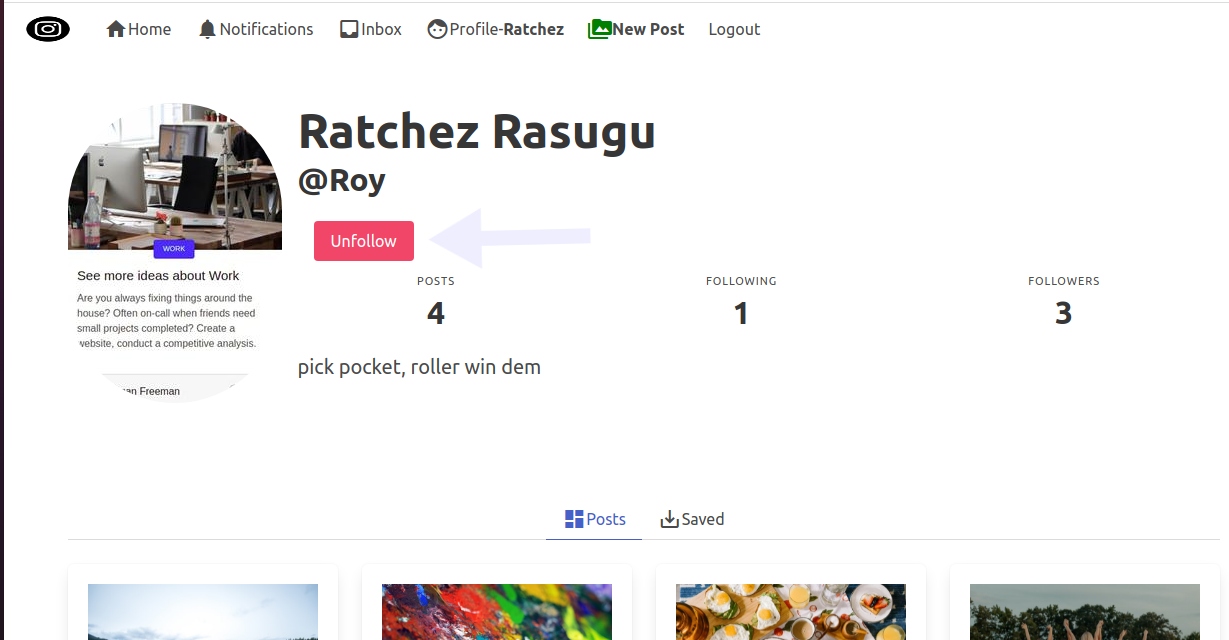 Home Notifications Inbox Profile-Ratchez New Post Logout
Ratchez Rasugu
@Roy
Unfollow
WORK
See more ideas about Work
Are you always fixing things around the
house? Often on-call when friends need
small projects completed? Create a
website, conduct a competitive analysis.
Freeman
POSTS FOLLOWING FOLLOWERS
4 1 3
pick pocket, roller win dem
Posts Saved